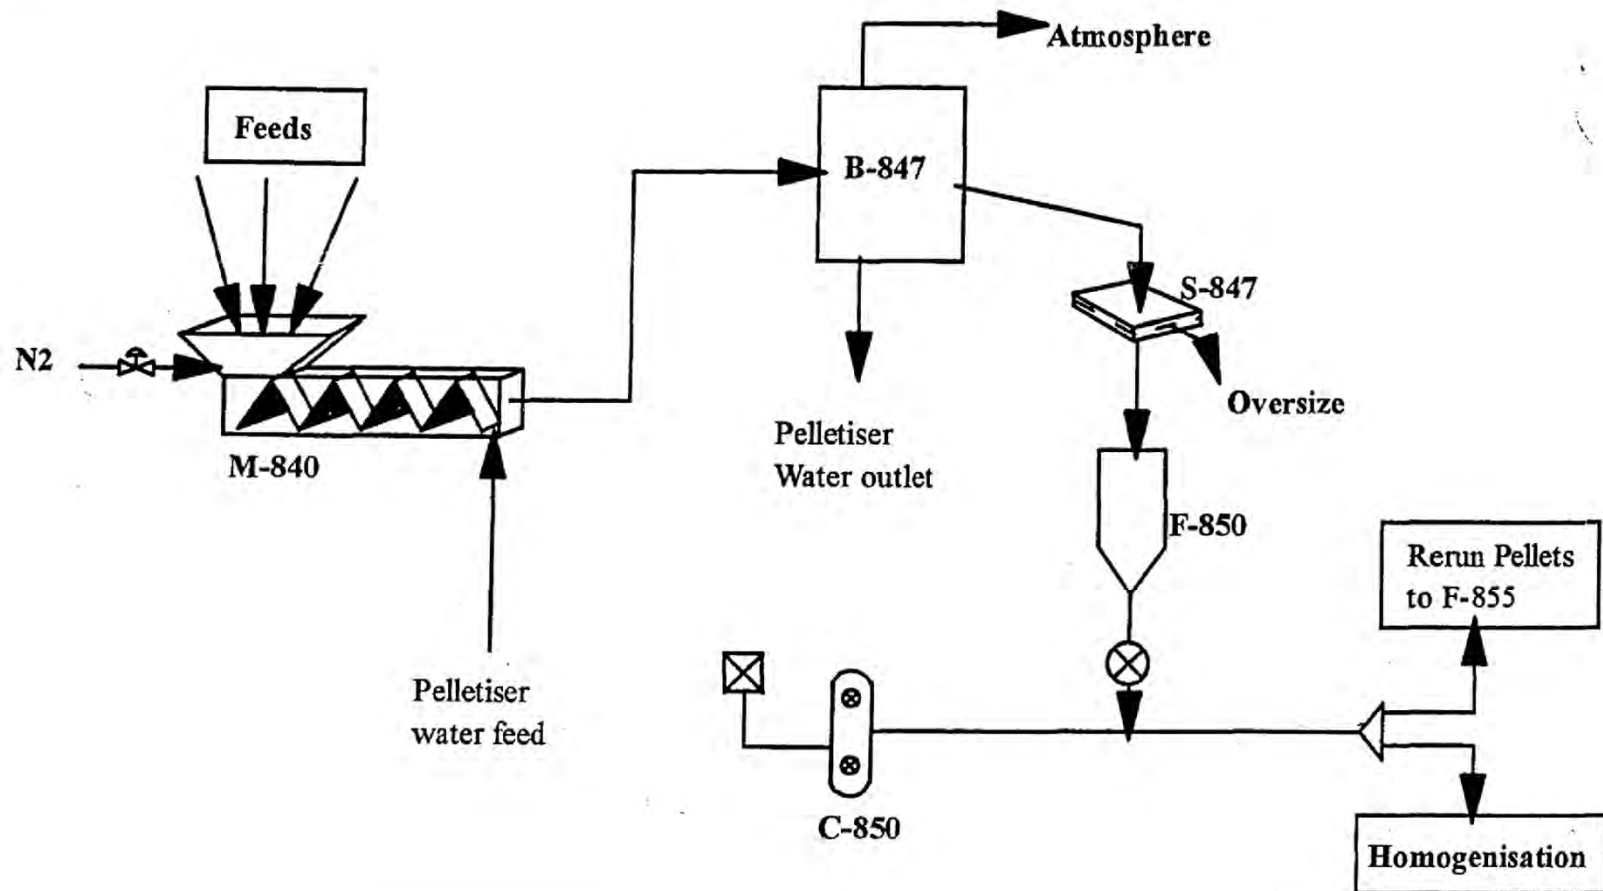 Atmosphere
Feeds
B-847
S-847
N2
Oversize
M-840
Pelletiser
Water outlet
F-850
Rerun Pellets
to F-855
Pelletiser
water feed
C-850
Homogenisation